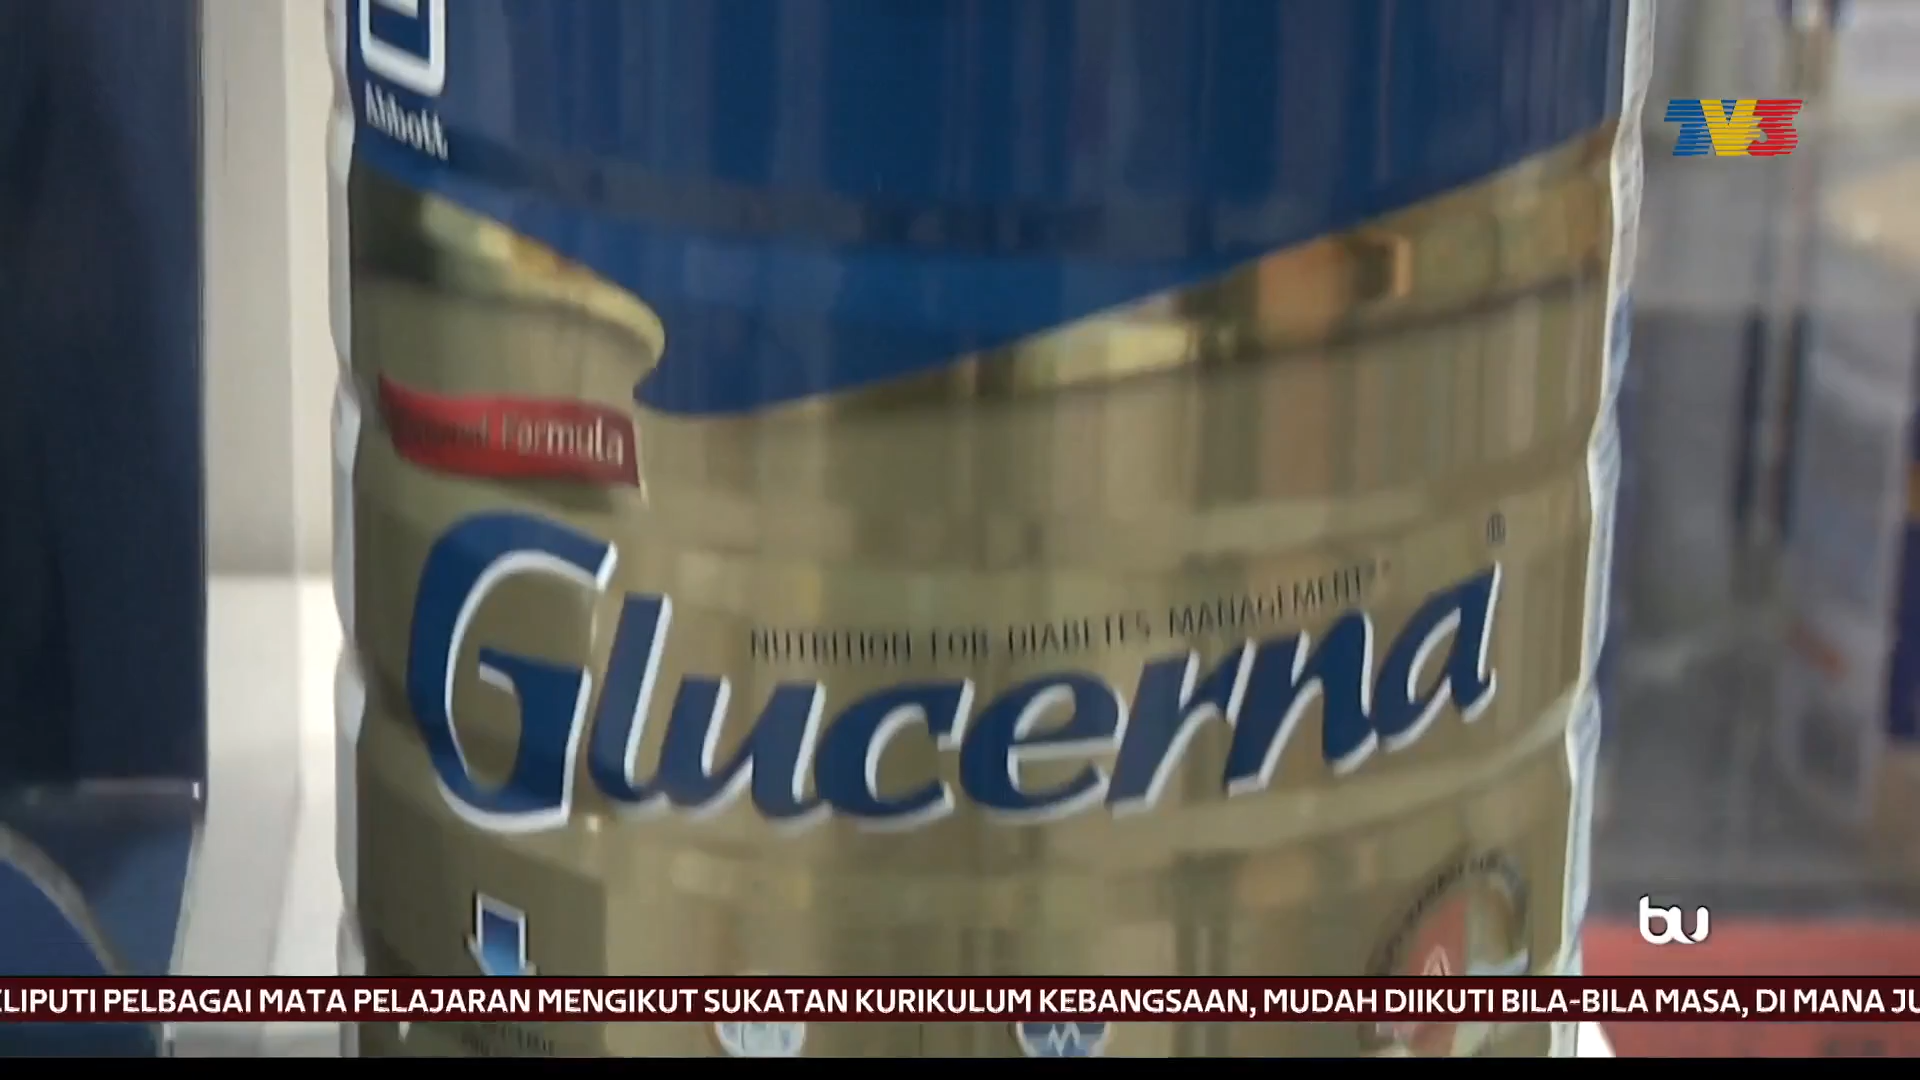 Abbott
TV3
Formula
NUTRITION FOR DIABETES MANAGEMENT
Glucerna®
bu
LIPUTI PELBAGAI MATA PELAJARAN MENGIKUT SUKATAN KURIKULUM KEBANGSAAN, MUDAH DIIKUTI BILA-BILA MASA, DI MANA JU